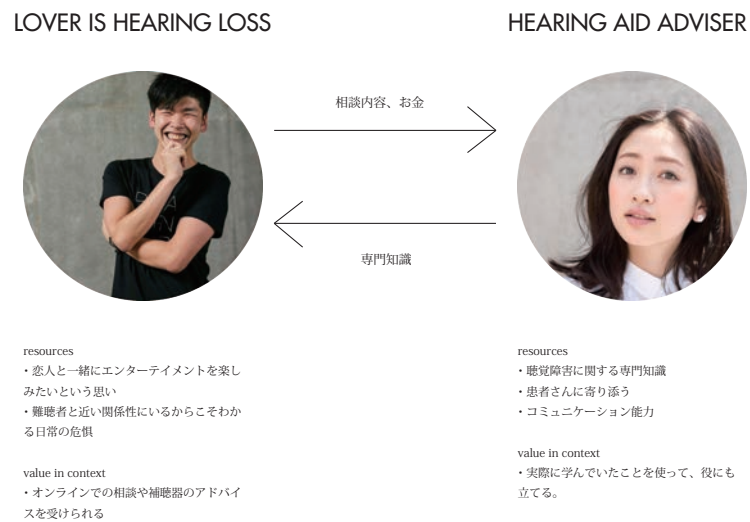 LOVER IS HEARING LOSS
HEARING AID ADVISER
相談内容、お金
専門知識
resources
・恋人と一緒にエンターテイメントを楽し
みたいという思い
・難聴者と近い関係性にいるからこそわか
る日常の危惧
value in context
・オンラインでの相談や補聴器のアドバイ
スを受けられる
resources
・聴覚障害に関する専門知識
・患者さんに寄り添う
・コミュニケーション能力
value in context
・実際に学んでいたことを使って、役にも
立てる。